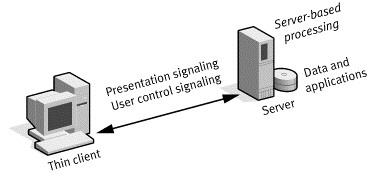 Server-based
processing
Presentation signaling
User control signaling
Data and
applications
Server
Thin client